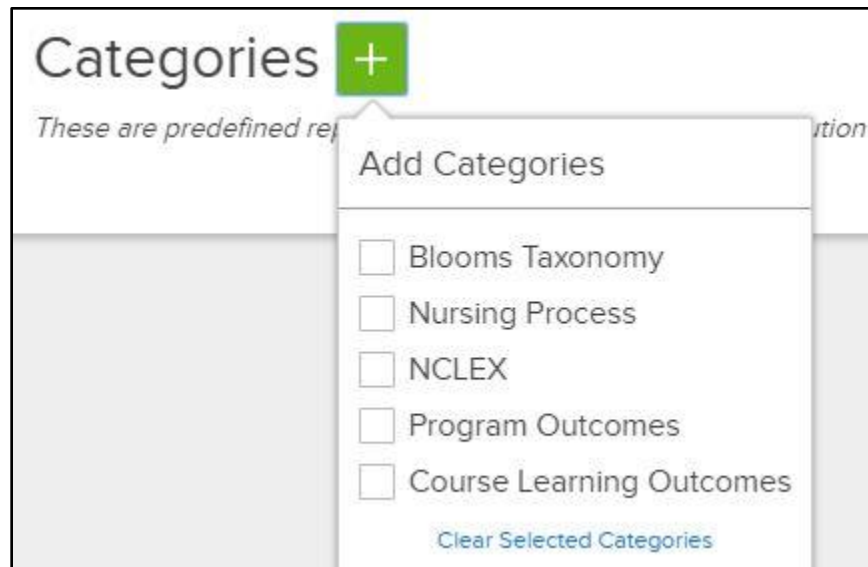 Categories +
These are predefined rep ution
Add Categories
Blooms Taxonomy
Nursing Process
NCLEX
Program Outcomes
Course Learning Outcomes
Clear Selected Categories